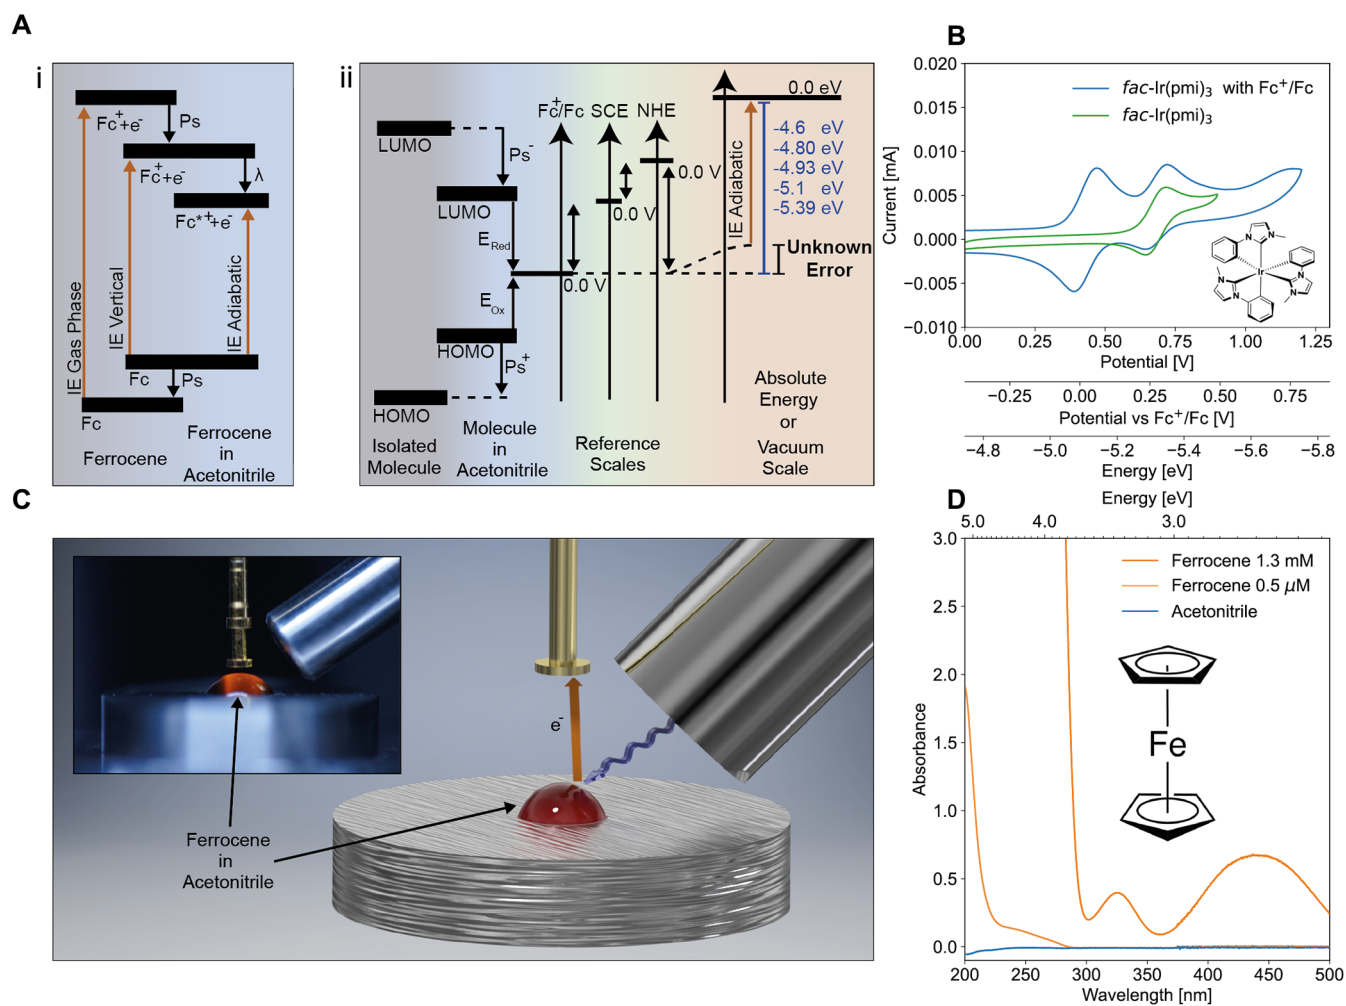 A
i
Fc⁺+e⁻
Ps
Fc⁺+e⁻
λ
Fc*⁺+e⁻
IE Gas Phase
IE Vertical
IE Adiabatic
Fc
Ps
Fc
Ferrocene
Ferrocene
in
Acetonitrile
ii
LUMO
Ps⁻
LUMO
E Red
E Ox
HOMO
Ps⁺
HOMO
Isolated
Molecule
Molecule
in
Acetonitrile
Fc⁺/Fc SCE NHE
0.0 V
0.0 V
0.0 V
Reference
Scales
0.0 eV
IE Adiabatic
-4.6 eV
-4.80 eV
-4.93 eV
-5.1 eV
-5.39 eV
Unknown
Error
Absolute
Energy
or
Vacuum
Scale
B
0.020
0.015
0.010
0.005
0.000
−0.005
−0.010
Current [mA]
fac-Ir(pmi)₃ with Fc⁺/Fc
fac-Ir(pmi)₃
N
N
Ir
N
N
N
N
0.00 0.25 0.50 0.75 1.00 1.25
Potential [V]
−0.25 0.00 0.25 0.50 0.75
Potential vs Fc⁺/Fc [V]
−4.8 −5.0 −5.2 −5.4 −5.6 −5.8
Energy [eV]
C
e⁻
Ferrocene
in
Acetonitrile
D
Energy [eV]
5.0 4.0 3.0
3.0
2.5
2.0
1.5
1.0
0.5
0.0
Absorbance
Ferrocene 1.3 mM
Ferrocene 0.5 μM
Acetonitrile
Fe
200 250 300 350 400 450 500
Wavelength [nm]